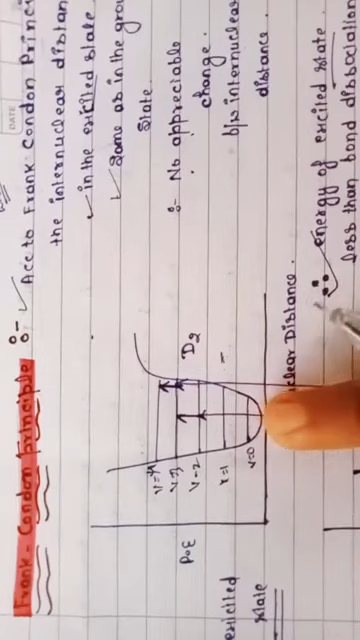 DATE
Frank-Condon principle
Acc to Frank Condon Princi
the internuclear distan
in the excited state
same as in the grou
state.
No appreciable
change.
b/w internuclear
distance.
D2
v=3
v=2
v=1
v=0
P.E
clear Distance.
excited
state
∴ energy of excited state
less than bond dissociation